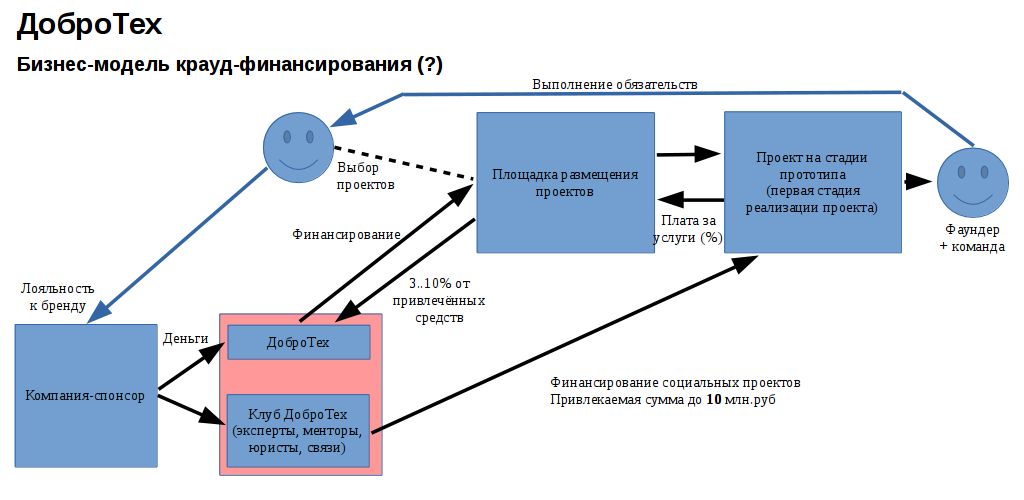 ДоброТех
Бизнес-модель крауд-финансирования (?)
Выполнение обязательств
Выбор
проектов
Площадка размещения
проектов
Проект на стадии
прототипа
(первая стадия
реализации проекта)
Плата за
услуги (%)
Фаундер
+ команда
Финансирование
3..10% от
привлечённых
средств
Лояльность
к бренду
Деньги
ДоброТех
Компания-спонсор
Клуб ДоброТех
(эксперты, менторы,
юристы, связи)
Финансирование социальных проектов
Привлекаемая сумма до 10 млн.руб